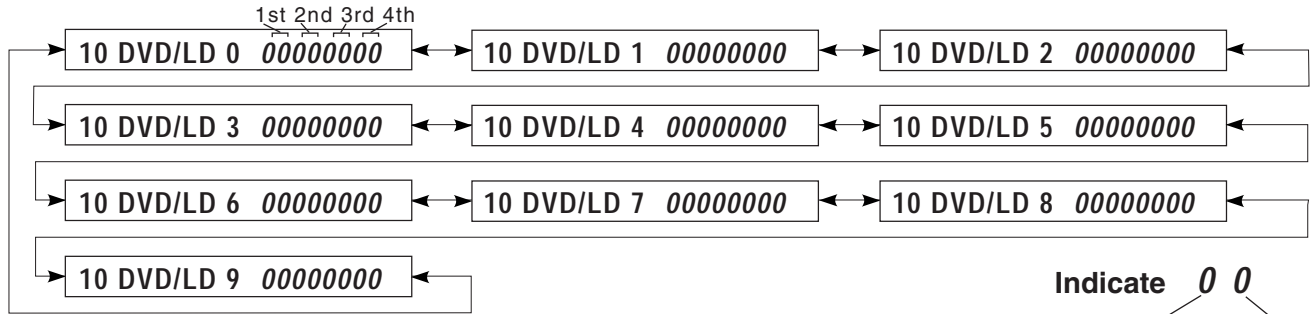 1st 2nd 3rd 4th
10 DVD/LD 0 00000000
10 DVD/LD 1 00000000
10 DVD/LD 2 00000000
10 DVD/LD 3 00000000
10 DVD/LD 4 00000000
10 DVD/LD 5 00000000
10 DVD/LD 6 00000000
10 DVD/LD 7 00000000
10 DVD/LD 8 00000000
10 DVD/LD 9 00000000
Indicate 0 0